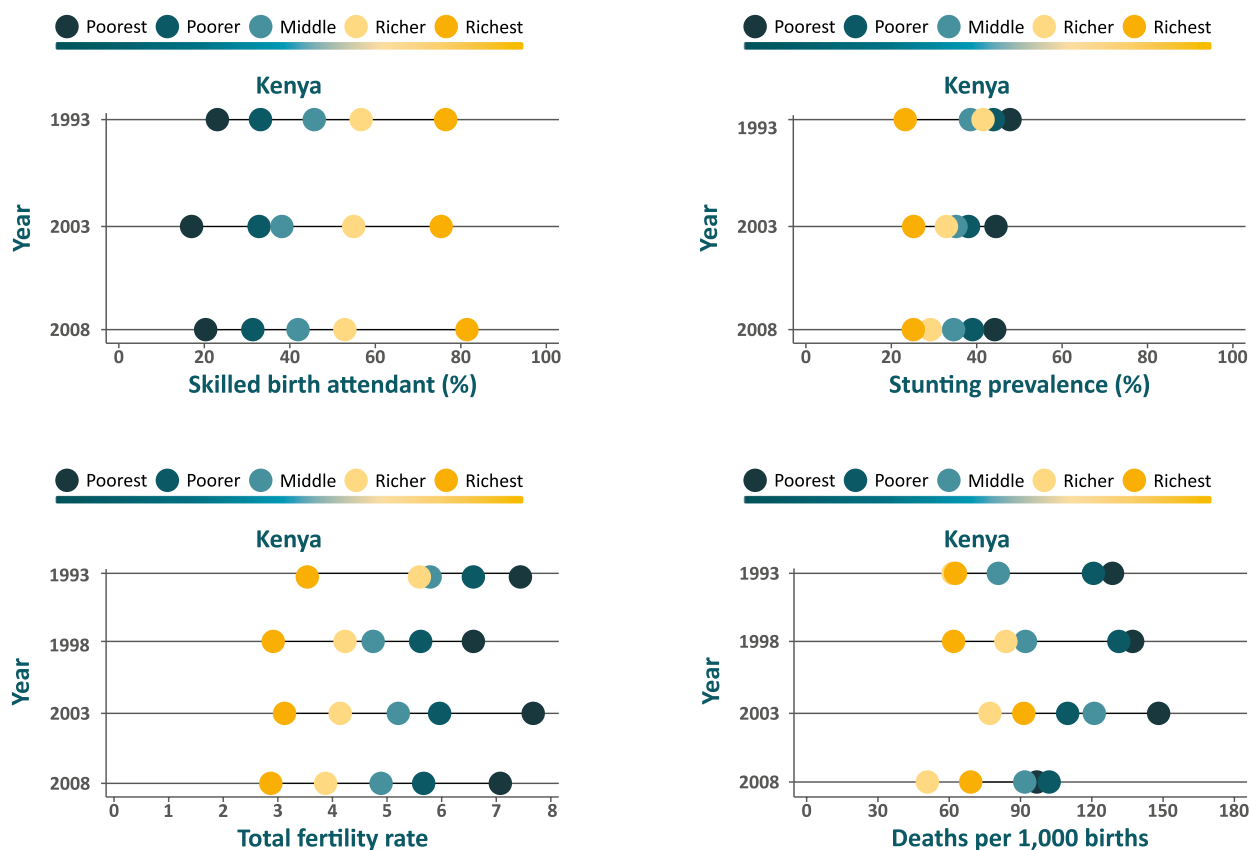 Poorest Poorer Middle Richer Richest
Kenya
1993
2003
2008
Year
0 20 40 60 80 100
Skilled birth attendant (%)
Poorest Poorer Middle Richer Richest
Kenya
1993
2003
2008
Year
0 20 40 60 80 100
Stunting prevalence (%)
Poorest Poorer Middle Richer Richest
Kenya
1993
1998
2003
2008
Year
0 1 2 3 4 5 6 7 8
Total fertility rate
Poorest Poorer Middle Richer Richest
Kenya
1993
1998
2003
2008
Year
0 30 60 90 120 150 180
Deaths per 1,000 births